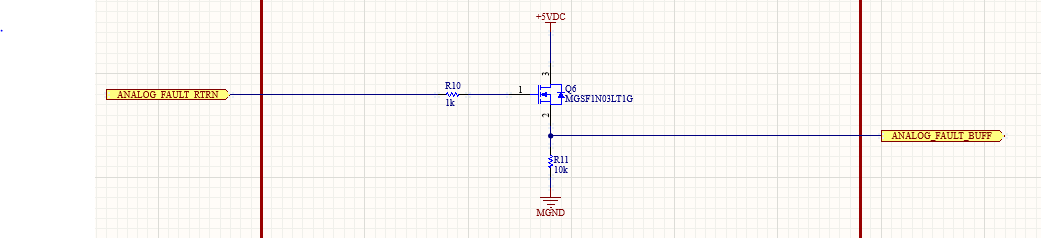 +5VDC
3
R10
1k
1
Q6
MGSF1N03LT1G
ANALOG_FAULT_RTRN
2
ANALOG_FAULT_BUFF
R11
10k
MGND